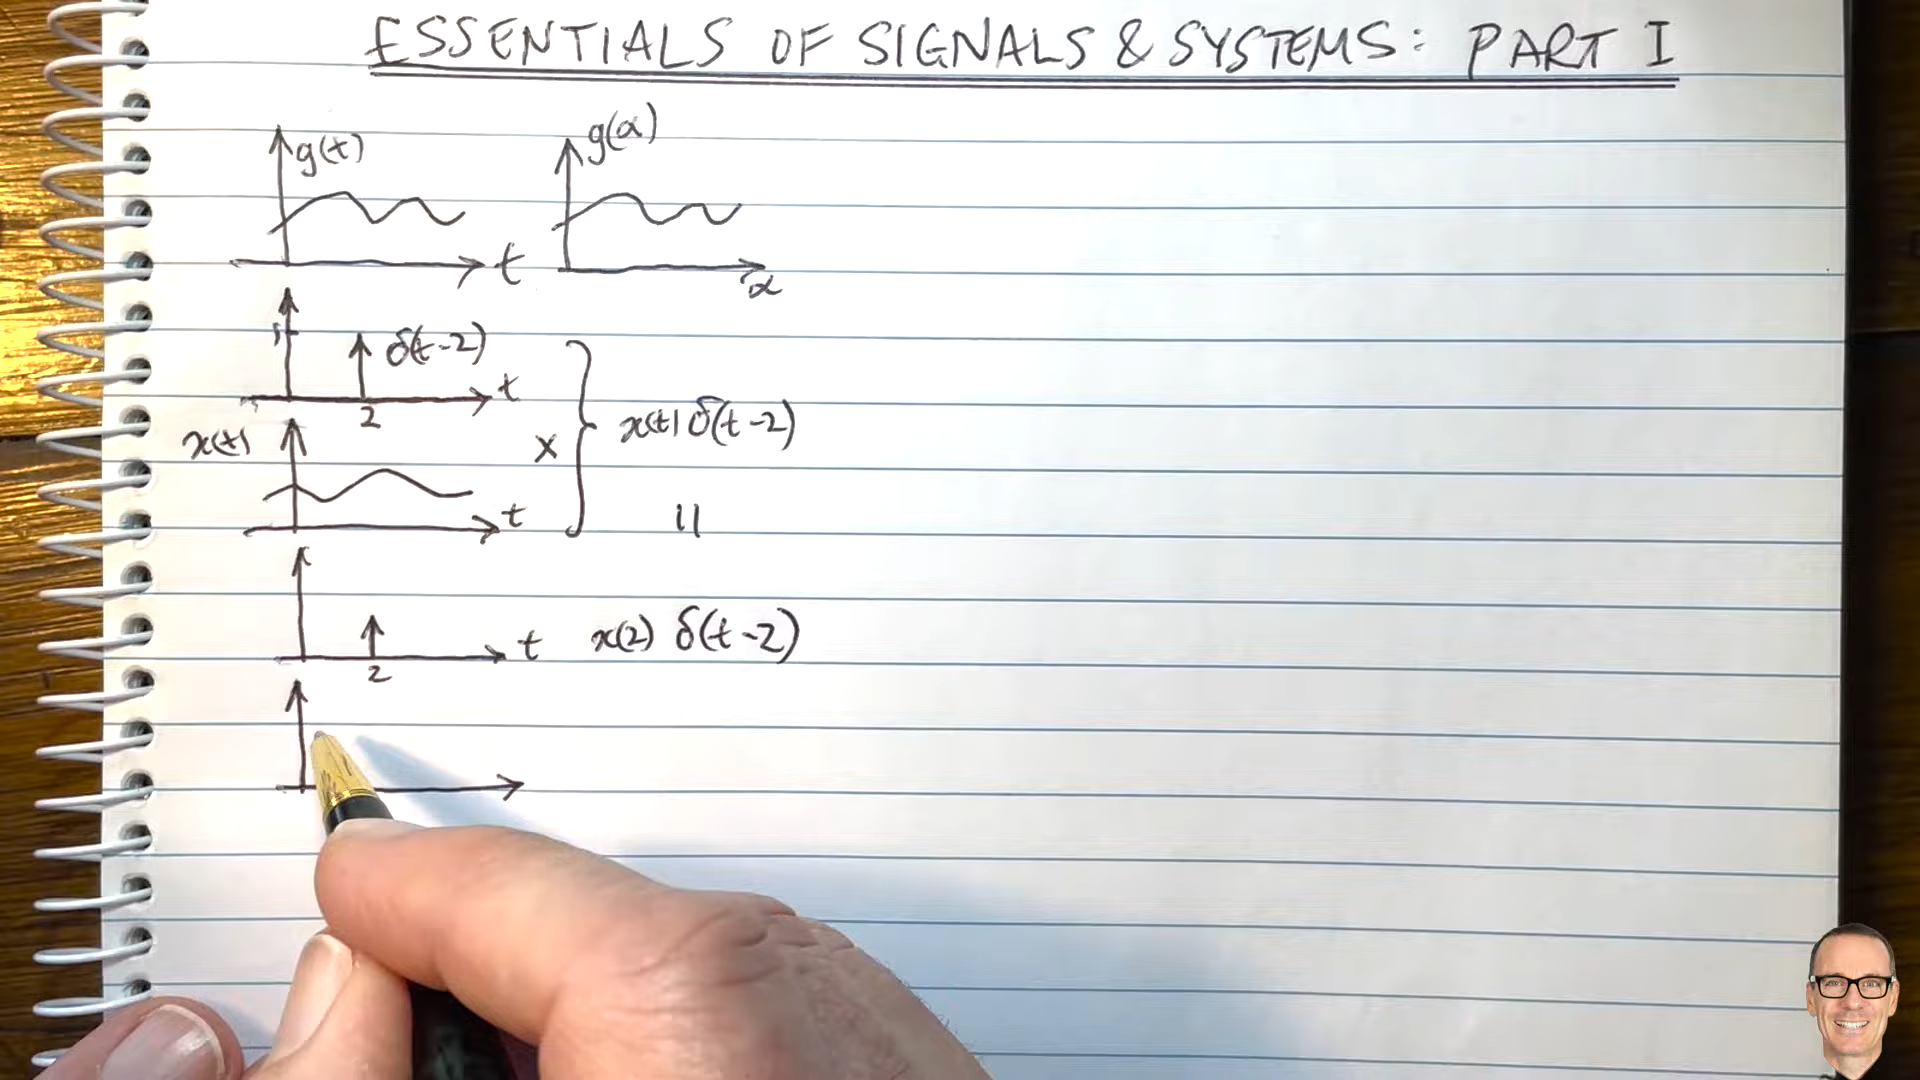 ESSENTIALS OF SIGNALS & SYSTEMS: PART I
g(t) g(α)
t α
1 δ(t-2)
t
2
x(t) × x(t) δ(t-2)
t =
t x(2) δ(t-2)
2